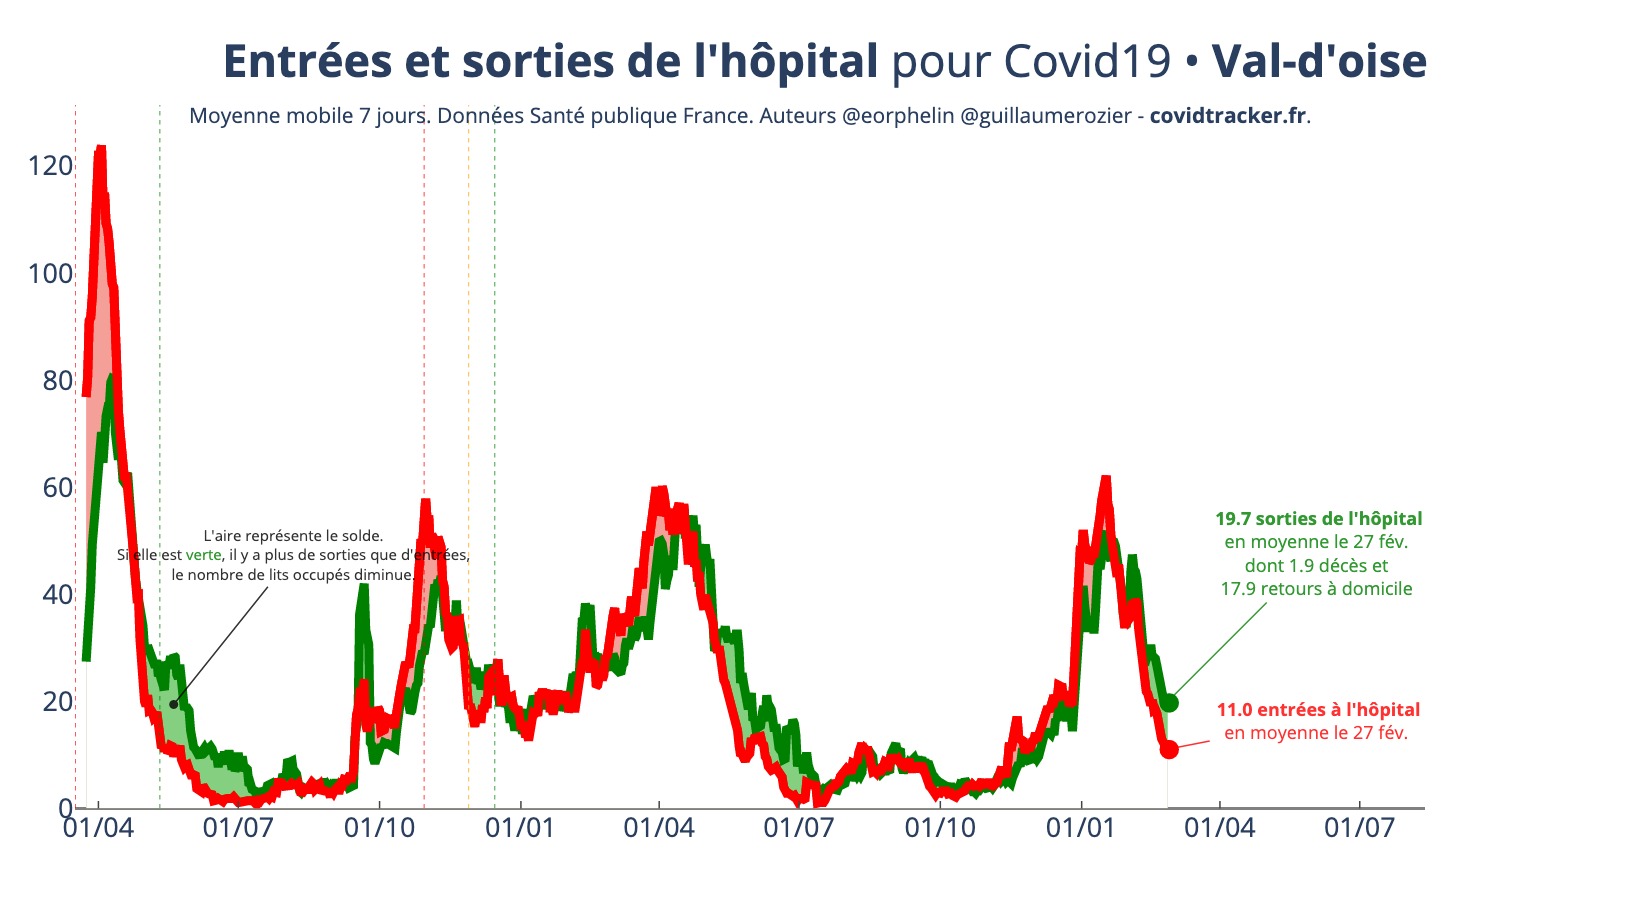 Entrées et sorties de l'hôpital pour Covid19 • Val-d'oise
Moyenne mobile 7 jours. Données Santé publique France. Auteurs @eorphelin @guillaumerozier - covidtracker.fr.
120
100
80
60
40
20
0
L'aire représente le solde.
Si elle est verte, il y a plus de sorties que d'entrées,
le nombre de lits occupés diminue.
19.7 sorties de l'hôpital
en moyenne le 27 fév.
dont 1.9 décès et
17.9 retours à domicile
11.0 entrées à l'hôpital
en moyenne le 27 fév.
01/04 01/07 01/10 01/01 01/04 01/07 01/10 01/01 01/04 01/07